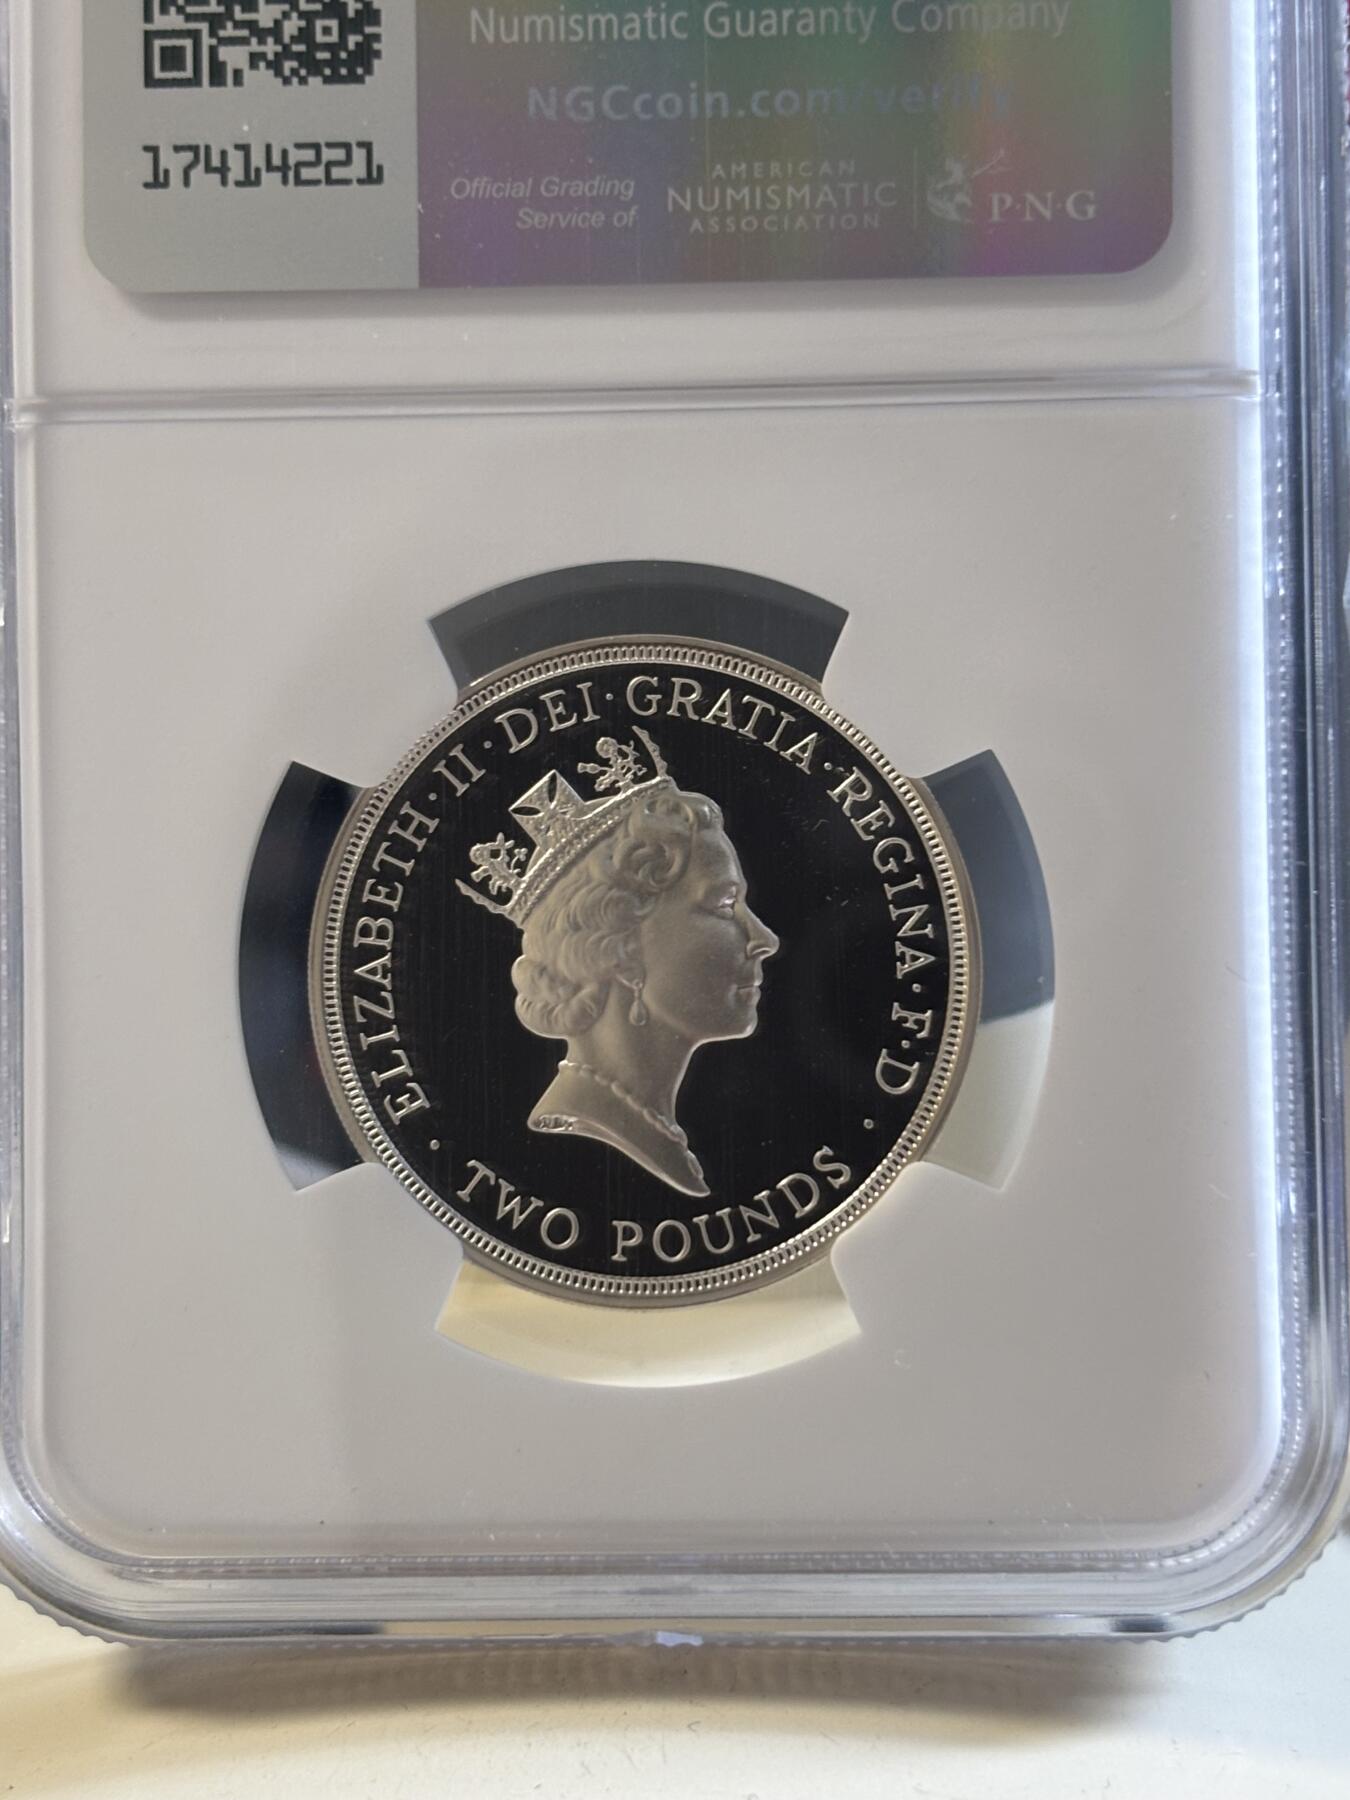 Numismatic Guaranty Company
NGCcoin.com/verify
17414221
Official Grading
Service of
AMERICAN
NUMISMATIC
ASSOCIATION
P·N·G
ELIZABETH·II·DEI·GRATIA·REGINA·F·D·
TWO POUNDS